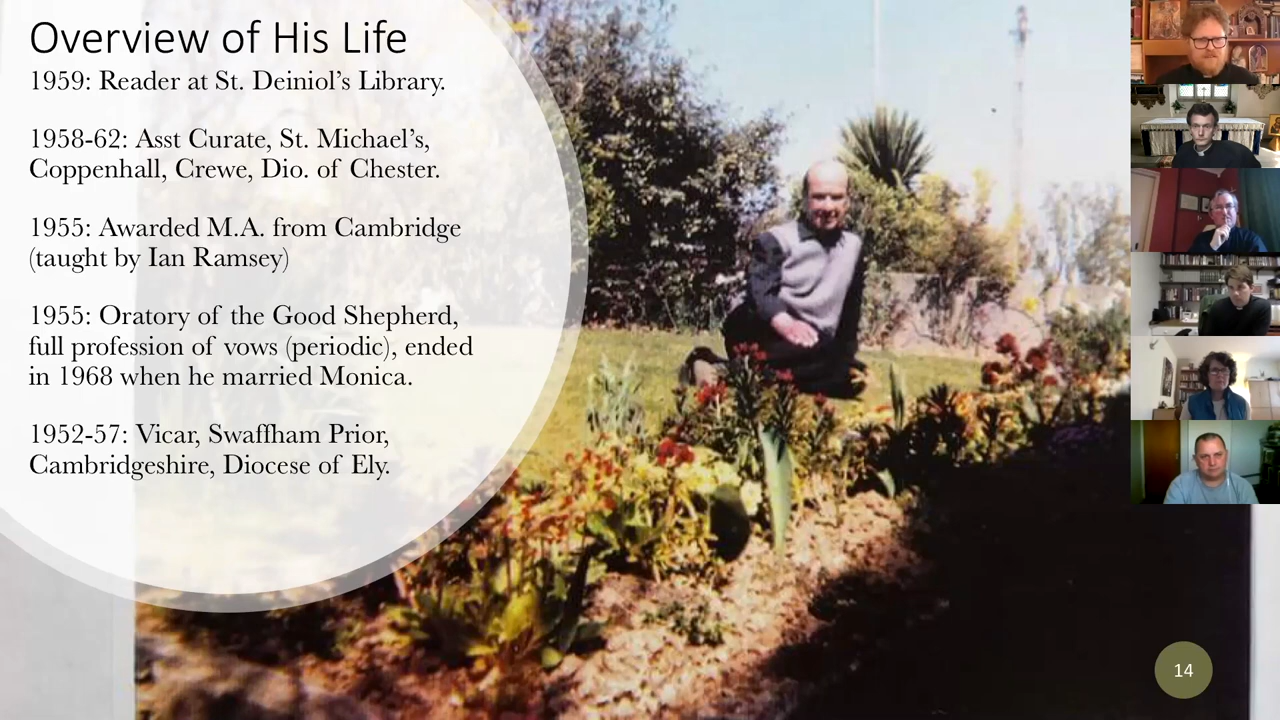 Overview of His Life
1959: Reader at St. Deiniol’s Library.
1958-62: Asst Curate, St. Michael’s,
Coppenhall, Crewe, Dio. of Chester.
1955: Awarded M.A. from Cambridge
(taught by Ian Ramsey)
1955: Oratory of the Good Shepherd,
full profession of vows (periodic), ended
in 1968 when he married Monica.
1952-57: Vicar, Swaffham Prior,
Cambridgeshire, Diocese of Ely.
14